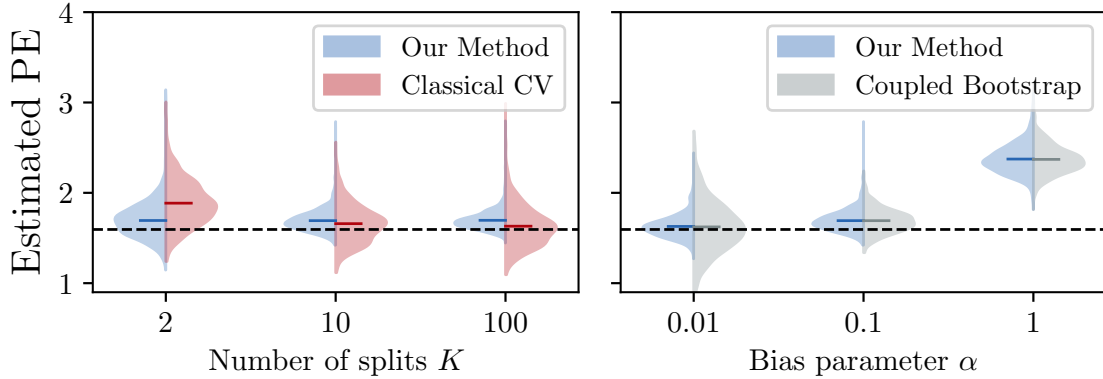 Estimated PE
4
3
2
1
Our Method
Classical CV
2
10
100
Number of splits K
Our Method
Coupled Bootstrap
0.01
0.1
1
Bias parameter α